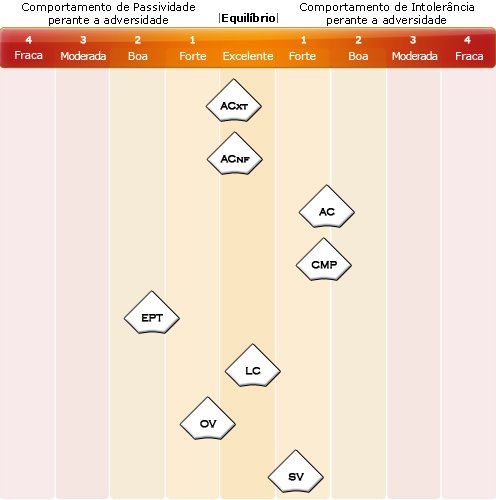 Comportamento de Passividade
perante a adversidade
|Equilíbrio|
Comportamento de Intolerância
perante a adversidade
4 3 2 1 1 2 3 4
Fraca Moderada Boa Forte Excelente Forte Boa Moderada Fraca
ACXT
ACNF
AC
CMP
EPT
LC
OV
SV